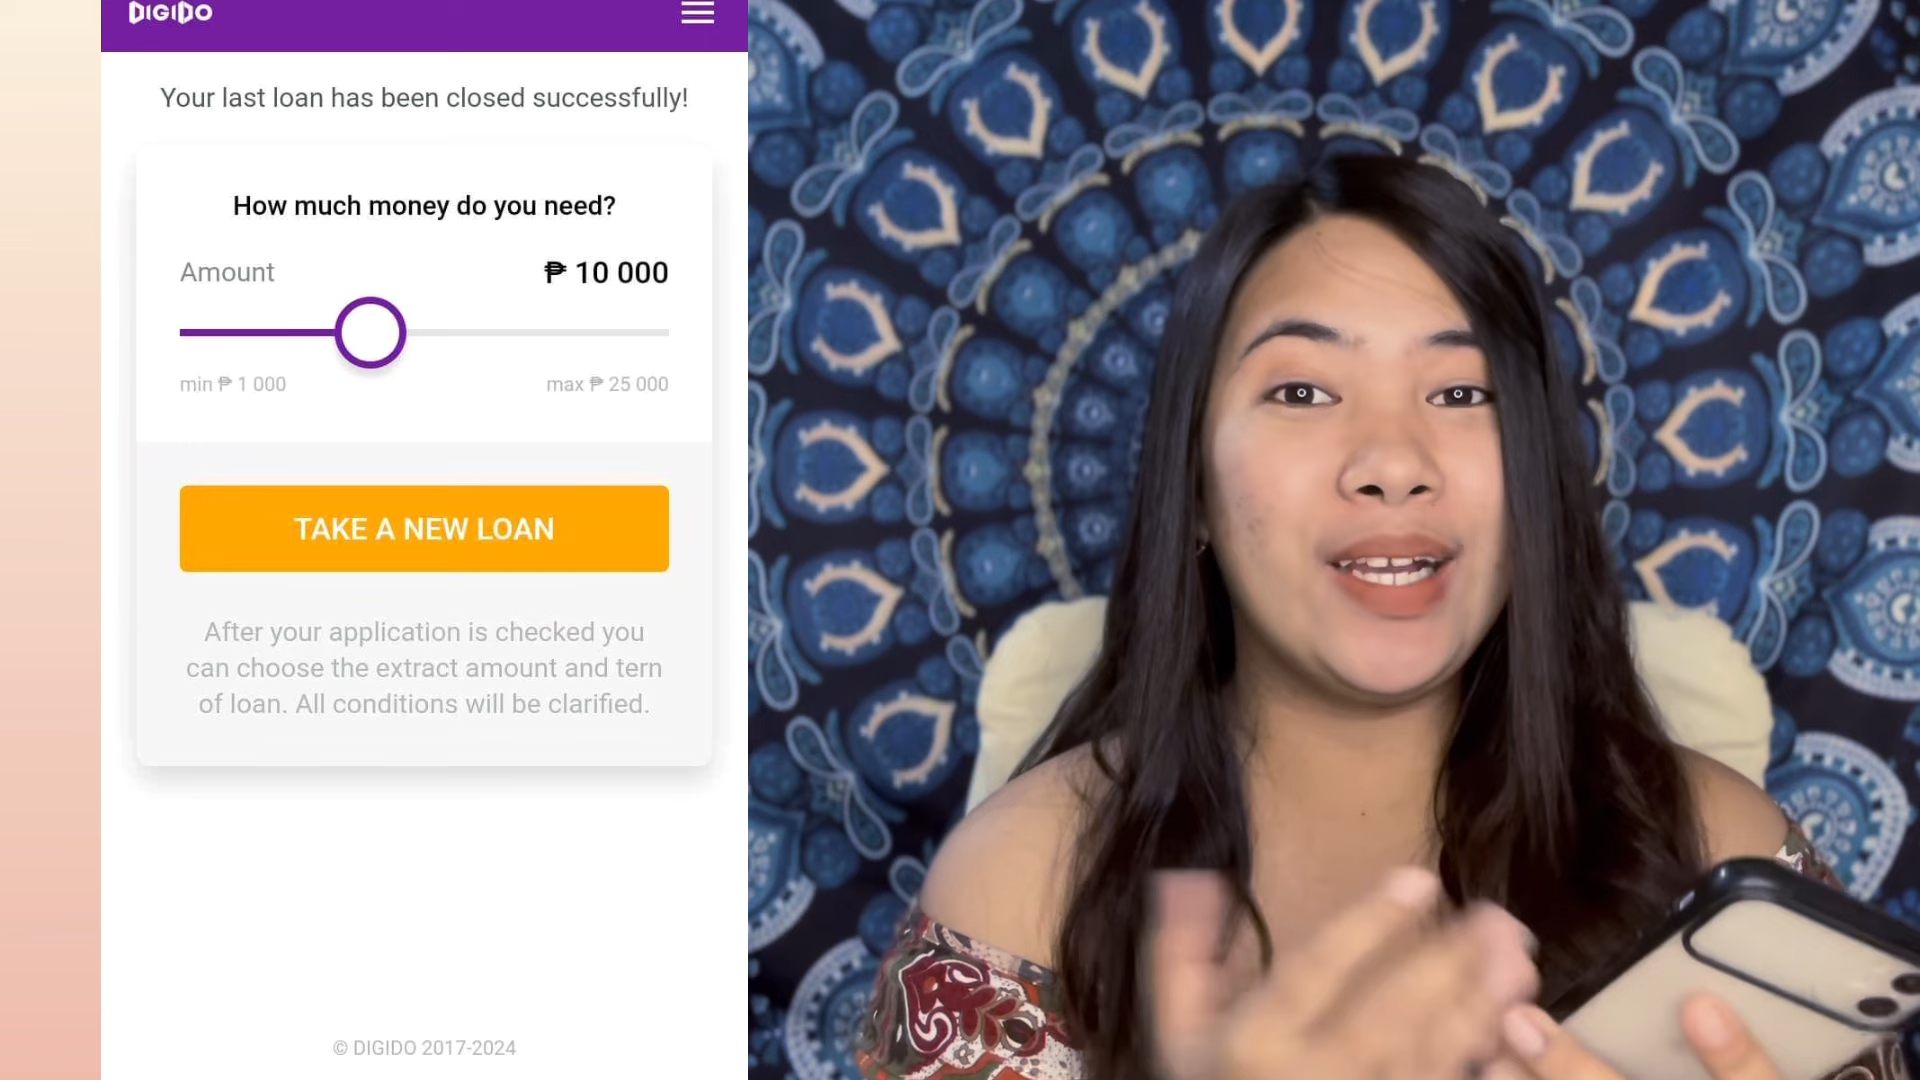 DIGIDO
Your last loan has been closed successfully!
How much money do you need?
Amount
₱ 10 000
min ₱ 1 000
max ₱ 25 000
TAKE A NEW LOAN
After your application is checked you
can choose the extract amount and tern
of loan. All conditions will be clarified.
© DIGIDO 2017-2024